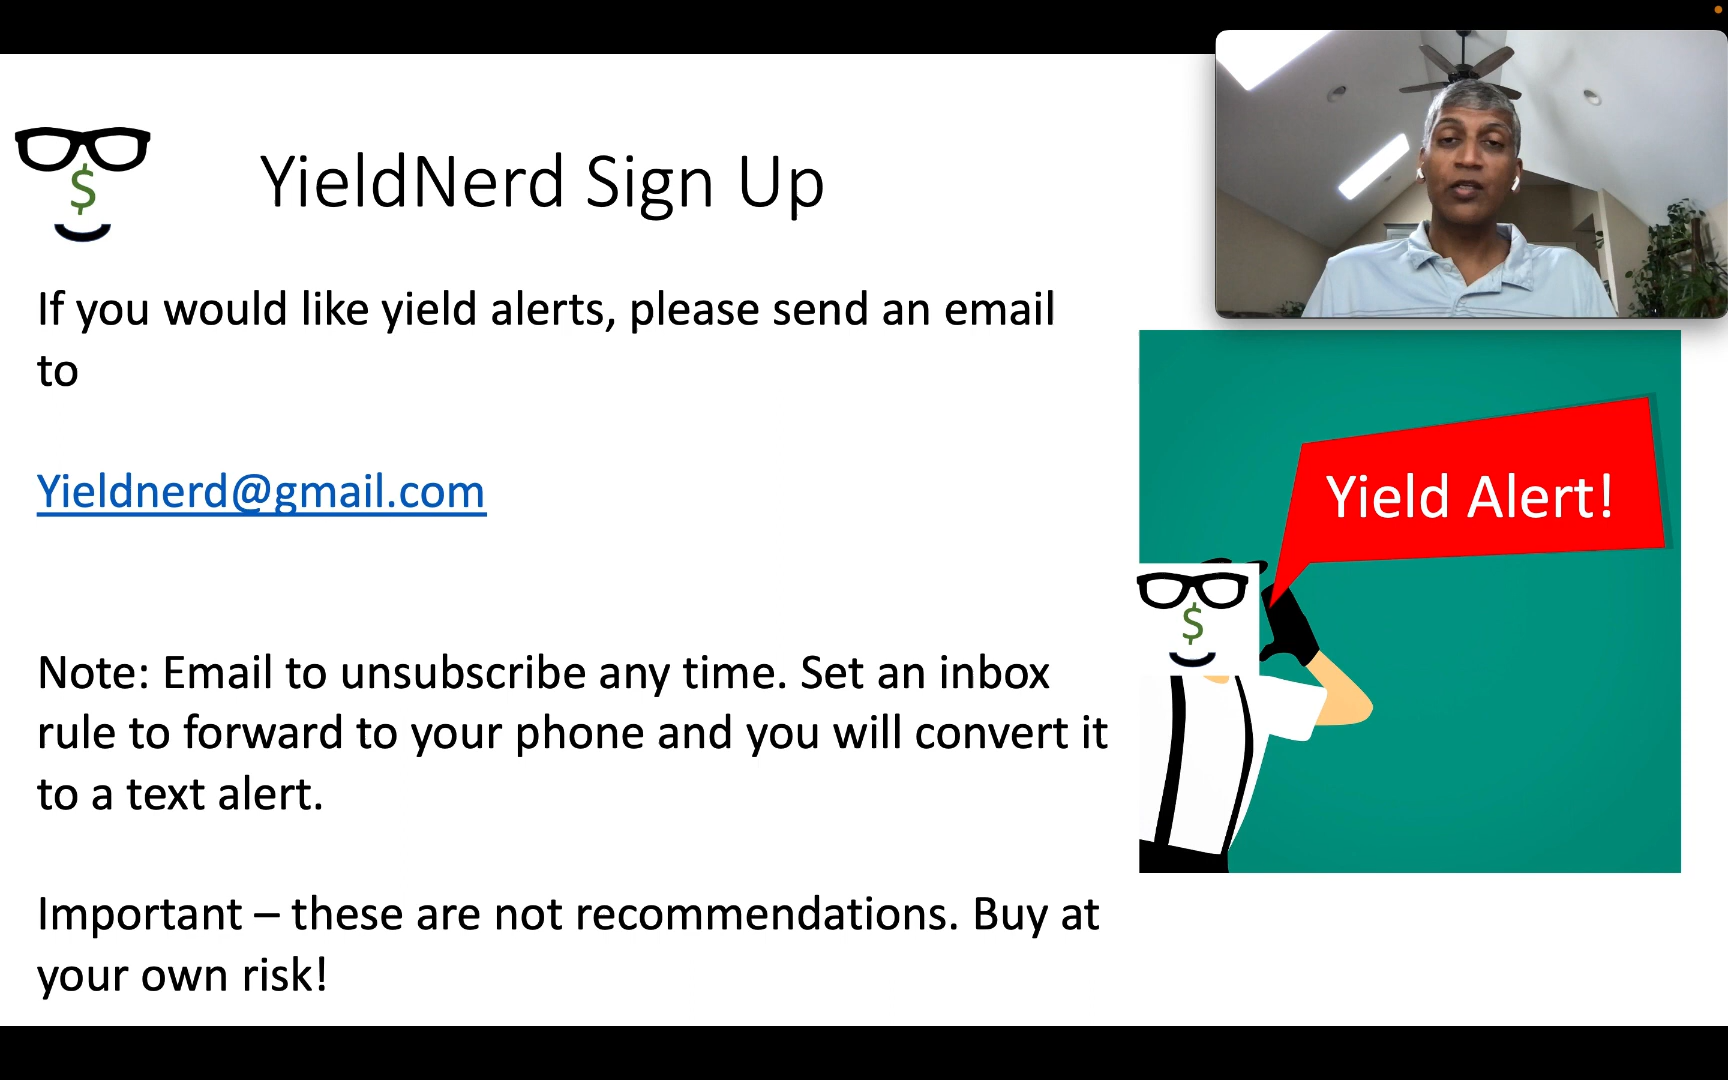 YieldNerd Sign Up
If you would like yield alerts, please send an email
to
Yieldnerd@gmail.com
Note: Email to unsubscribe any time. Set an inbox
rule to forward to your phone and you will convert it
to a text alert.
Important – these are not recommendations. Buy at
your own risk!
$
Yield Alert!
$